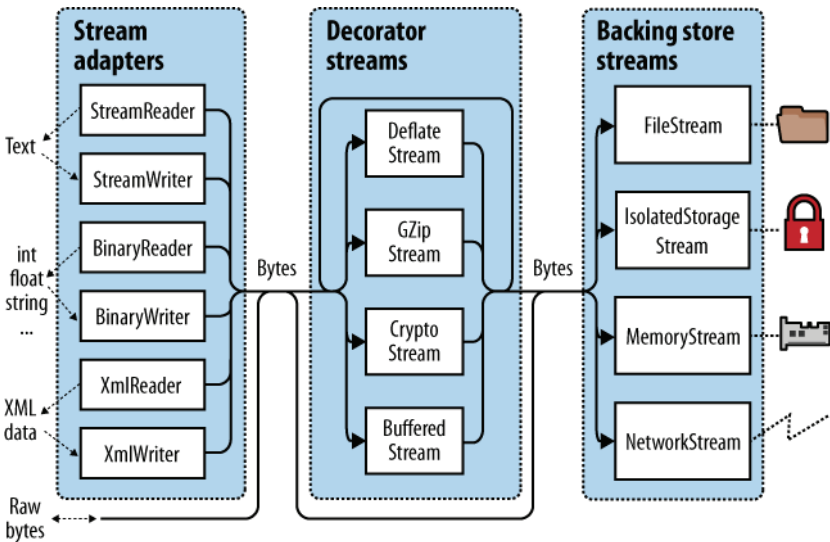 Stream
adapters
StreamReader
Text
StreamWriter
BinaryReader
int
float
string
...
BinaryWriter
XmlReader
XML
data
XmlWriter
Raw
bytes
Bytes
Decorator
streams
Deflate
Stream
GZip
Stream
Crypto
Stream
Buffered
Stream
Bytes
Backing store
streams
FileStream
IsolatedStorage
Stream
MemoryStream
NetworkStream